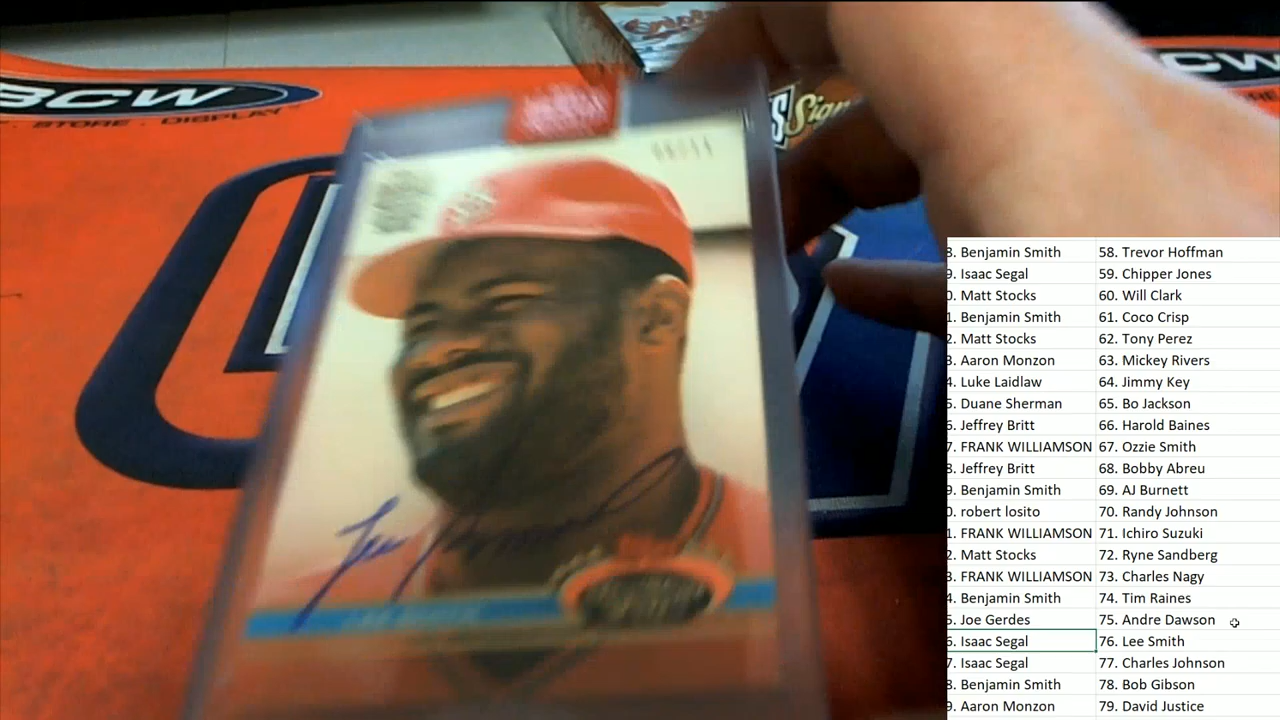 BCW
STORE . DISPLAY
Sign
CW
8. Benjamin Smith 58. Trevor Hoffman
9. Isaac Segal 59. Chipper Jones
0. Matt Stocks 60. Will Clark
1. Benjamin Smith 61. Coco Crisp
2. Matt Stocks 62. Tony Perez
3. Aaron Monzon 63. Mickey Rivers
4. Luke Laidlaw 64. Jimmy Key
5. Duane Sherman 65. Bo Jackson
6. Jeffrey Britt 66. Harold Baines
7. FRANK WILLIAMSON 67. Ozzie Smith
8. Jeffrey Britt 68. Bobby Abreu
9. Benjamin Smith 69. AJ Burnett
0. robert losito 70. Randy Johnson
1. FRANK WILLIAMSON 71. Ichiro Suzuki
2. Matt Stocks 72. Ryne Sandberg
3. FRANK WILLIAMSON 73. Charles Nagy
4. Benjamin Smith 74. Tim Raines
5. Joe Gerdes 75. Andre Dawson
6. Isaac Segal 76. Lee Smith
7. Isaac Segal 77. Charles Johnson
8. Benjamin Smith 78. Bob Gibson
9. Aaron Monzon 79. David Justice